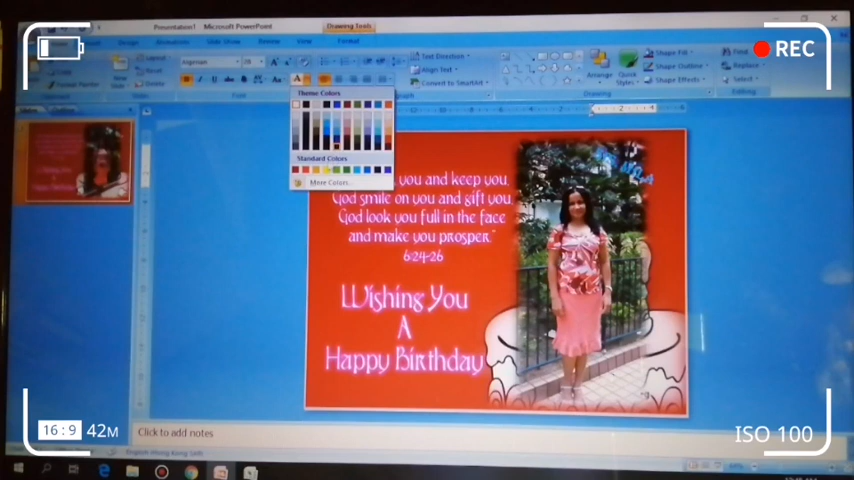 REC
Presentation1 Microsoft PowerPoint
Drawing Tools
Design
Animations
Slide Show
Review
View
Format
Layout
Reset
Delete
Format Painter
Algerian
Text Direction
Align Text
Convert to SmartArt
Arrange
Quick Styles
Shape Fill
Shape Outline
Shape Effects
Find
Replace
Select
Font
Drawing
Theme Colors
Standard Colors
More Colors...
you and keep you,
God smile on you and gift you
God look you full in the face
and make you prosper."
6:24-26
Wishing You
A
Happy Birthday
Click to add notes
16:9 42M
ISO 100